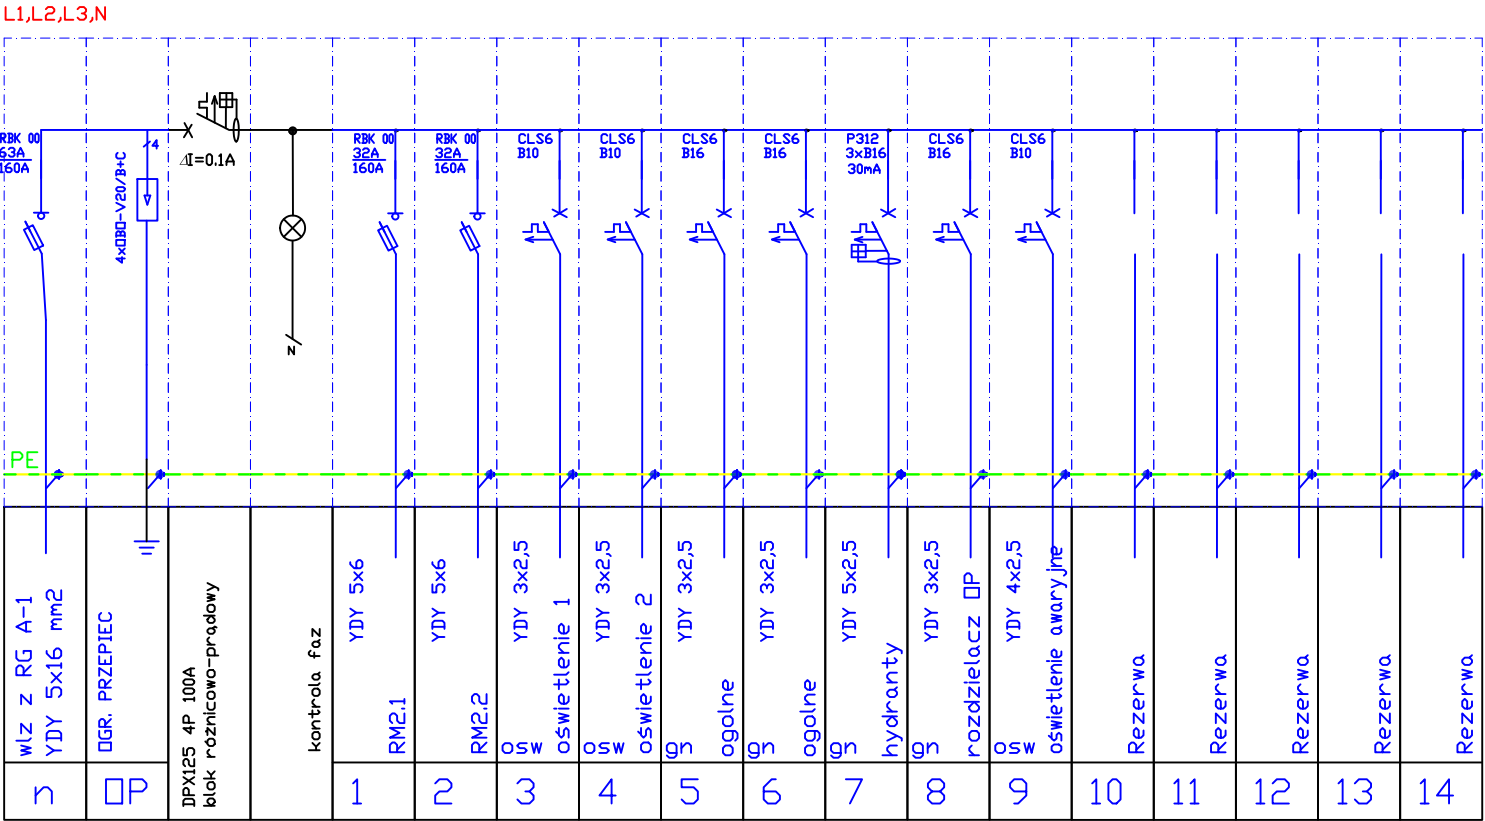 L1,L2,L3,N
RBK 00
63A
160A
4xOBO-V20/B+C
4
ΔI=0.1A
N
RBK 00
32A
160A
RBK 00
32A
160A
CLS6
B10
CLS6
B10
CLS6
B16
CLS6
B16
P312
3xB16
30mA
CLS6
B16
CLS6
B10
PE
wlz z RG A-1
YDY 5x16 mm2
OGR. PRZEPIEC
DPX125 4P 100A
blok różnicowo-prądowy
kontrola faz
YDY 5x6
RM2.1
YDY 5x6
RM2.2
YDY 3x2,5
osw
oświetlenie 1
YDY 3x2,5
osw
oświetlenie 2
YDY 3x2,5
gn
ogolne
YDY 3x2,5
gn
ogolne
YDY 5x2,5
gn
hydranty
YDY 3x2,5
gn
rozdzielacz OP
YDY 4x2,5
osw
oświetlenie awaryjne
Rezerwa
Rezerwa
Rezerwa
Rezerwa
Rezerwa
n
OP
1
2
3
4
5
6
7
8
9
10
11
12
13
14